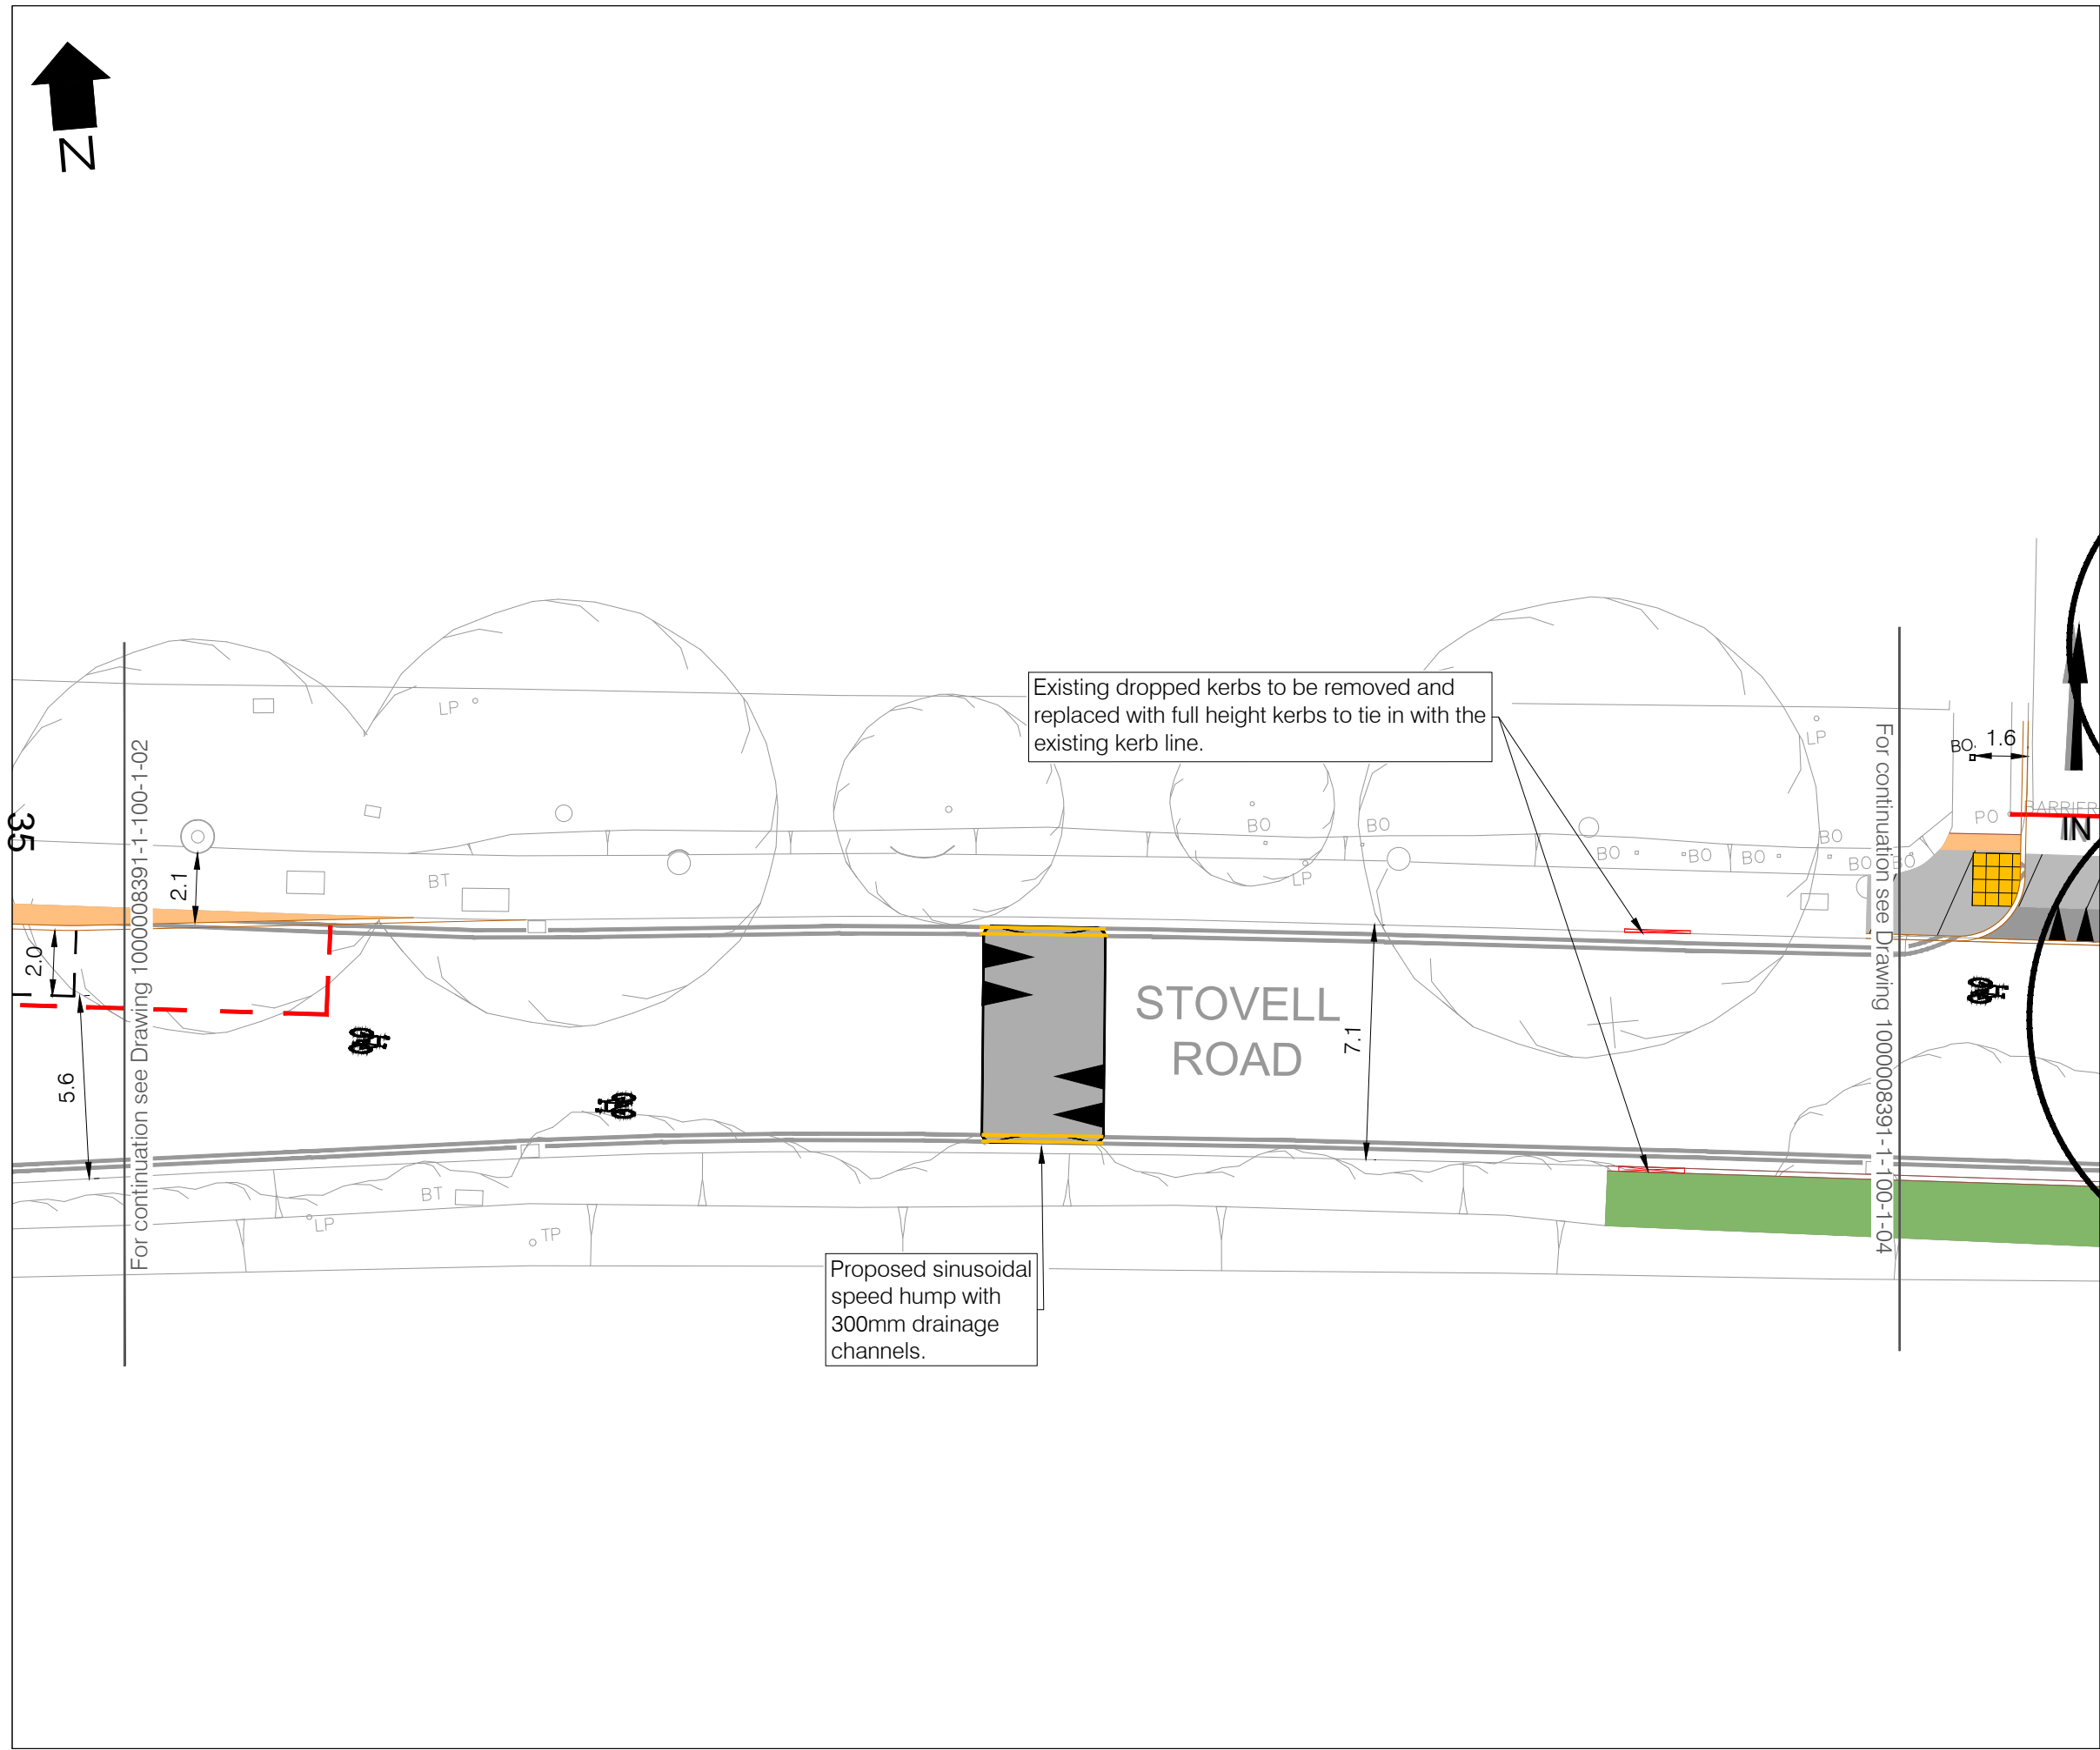 N
Existing dropped kerbs to be removed and
replaced with full height kerbs to tie in with the
existing kerb line.
LP
LP
BO.
1.6
For continuation see Drawing 1000008391-1-100-1-02
For continuation see Drawing 1000008391-1-100-1-04
35
PO
BARRIER
IN
BO
BO
BO
BO
BO
BO
BO
BO
2.1
BT
LP
2.0
STOVELL
ROAD
7.1
5.6
BT
LP
TP
Proposed sinusoidal
speed hump with
300mm drainage
channels.